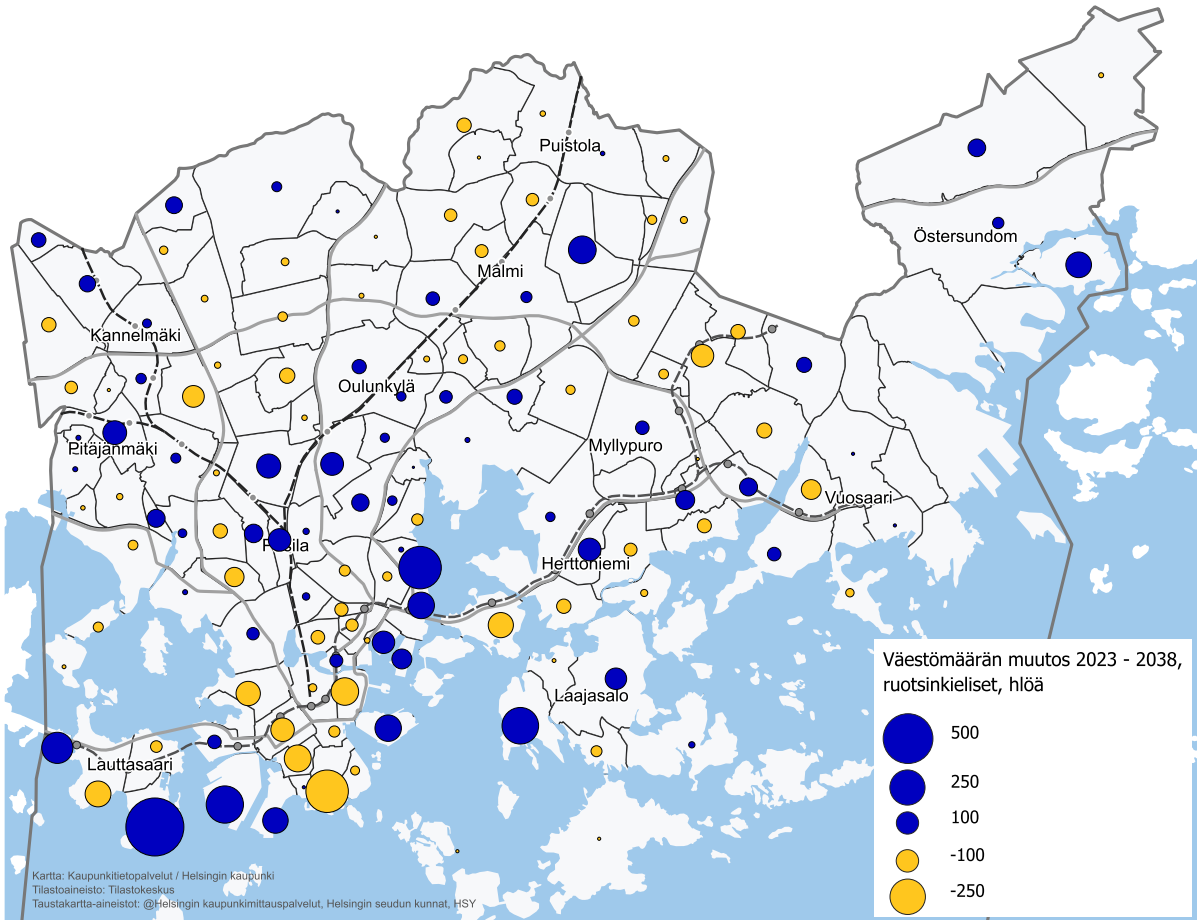 Puistola
Östersundom
Malmi
Kannelmäki
Oulunkylä
Pitäjänmäki
Myllypuro
Vuosaari
Pasila
Herttoniemi
Laajasalo
Lauttasaari
Väestömäärän muutos 2023 - 2038,
ruotsinkieliset, hlöä
500
250
100
-100
-250
Kartta: Kaupunkitietopalvelut / Helsingin kaupunki
Tilastoaineisto: Tilastokeskus
Taustakartta-aineistot: @Helsingin kaupunkimittauspalvelut, Helsingin seudun kunnat, HSY